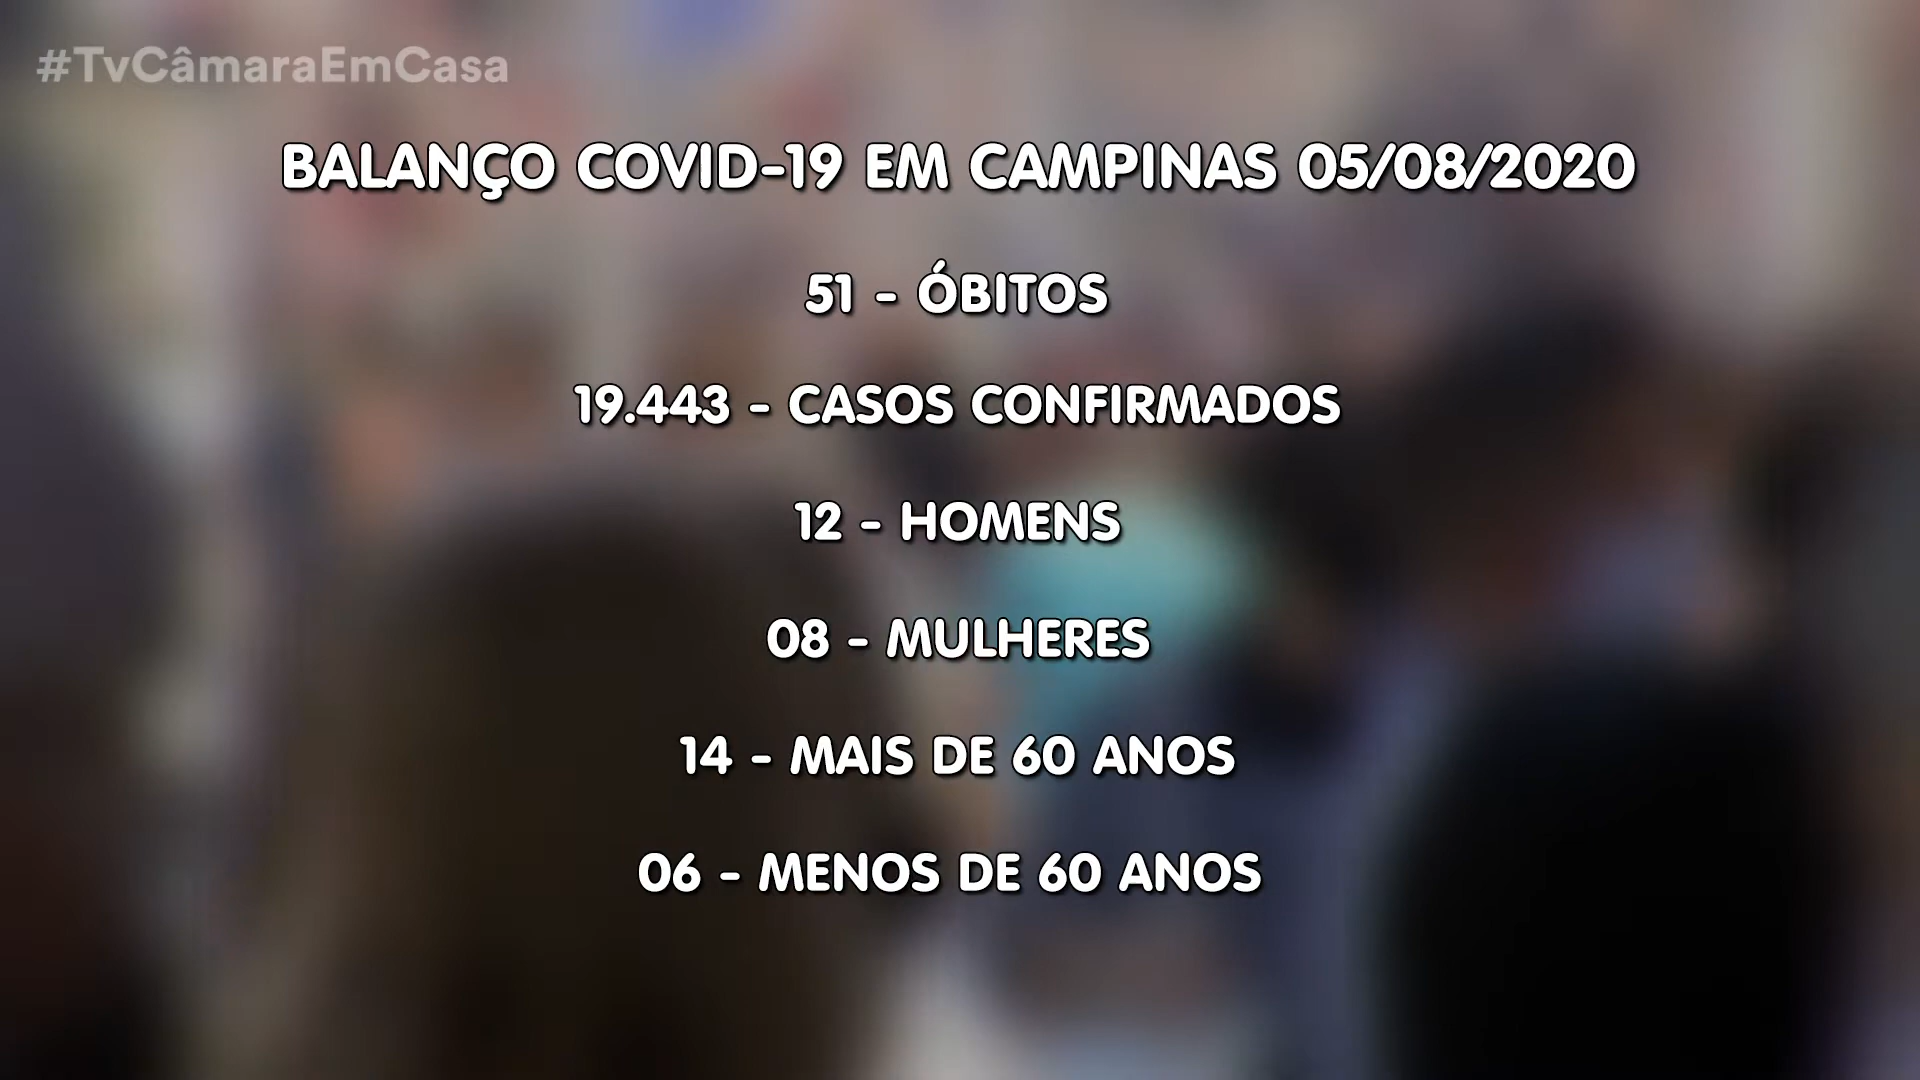 #TvCâmaraEmCasa
BALANÇO COVID-19 EM CAMPINAS 05/08/2020
51 - ÓBITOS
19.443 - CASOS CONFIRMADOS
12 - HOMENS
08 - MULHERES
14 - MAIS DE 60 ANOS
06 - MENOS DE 60 ANOS